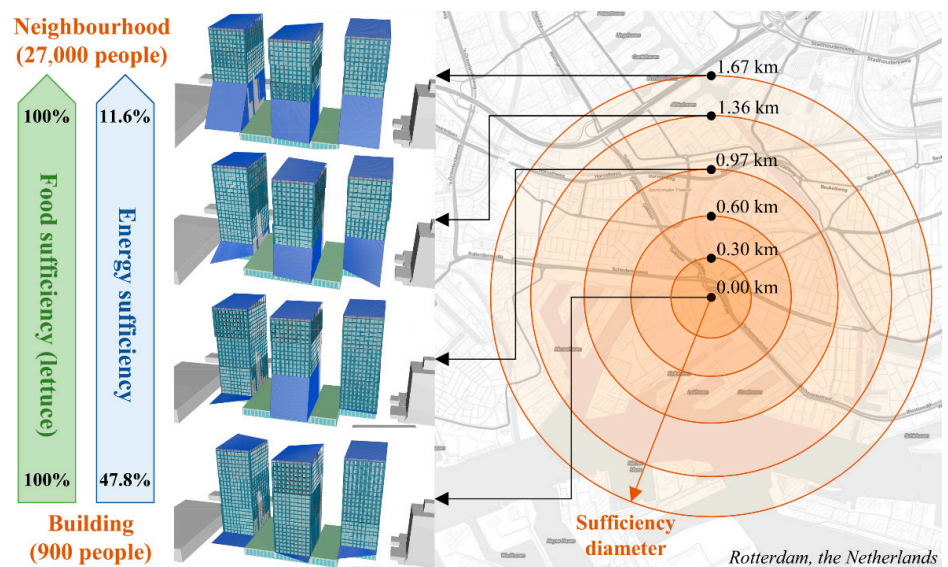 Neighbourhood
(27,000 people)
100%
11.6%
Food sufficiency (lettuce)
Energy sufficiency
100%
47.8%
Building
(900 people)
1.67 km
1.36 km
0.97 km
0.60 km
0.30 km
0.00 km
Sufficiency
diameter
Rotterdam, the Netherlands